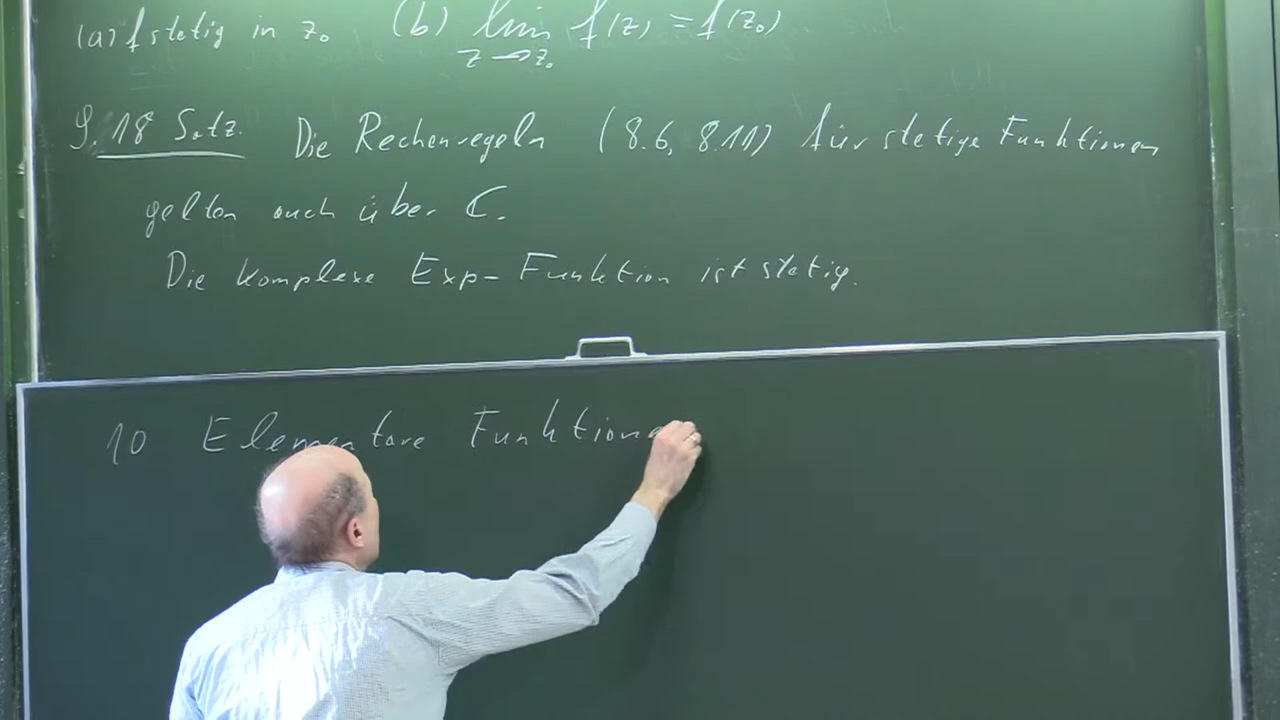 (a) f stetig in z₀ (b) lim f(z) = f(z₀)
z→z₀
9.18 Satz. Die Rechenregeln (8.6, 8.11) für stetige Funktionen
gelten auch über ℂ.
Die komplexe Exp-Funktion ist stetig.
10 Elementare Funktione